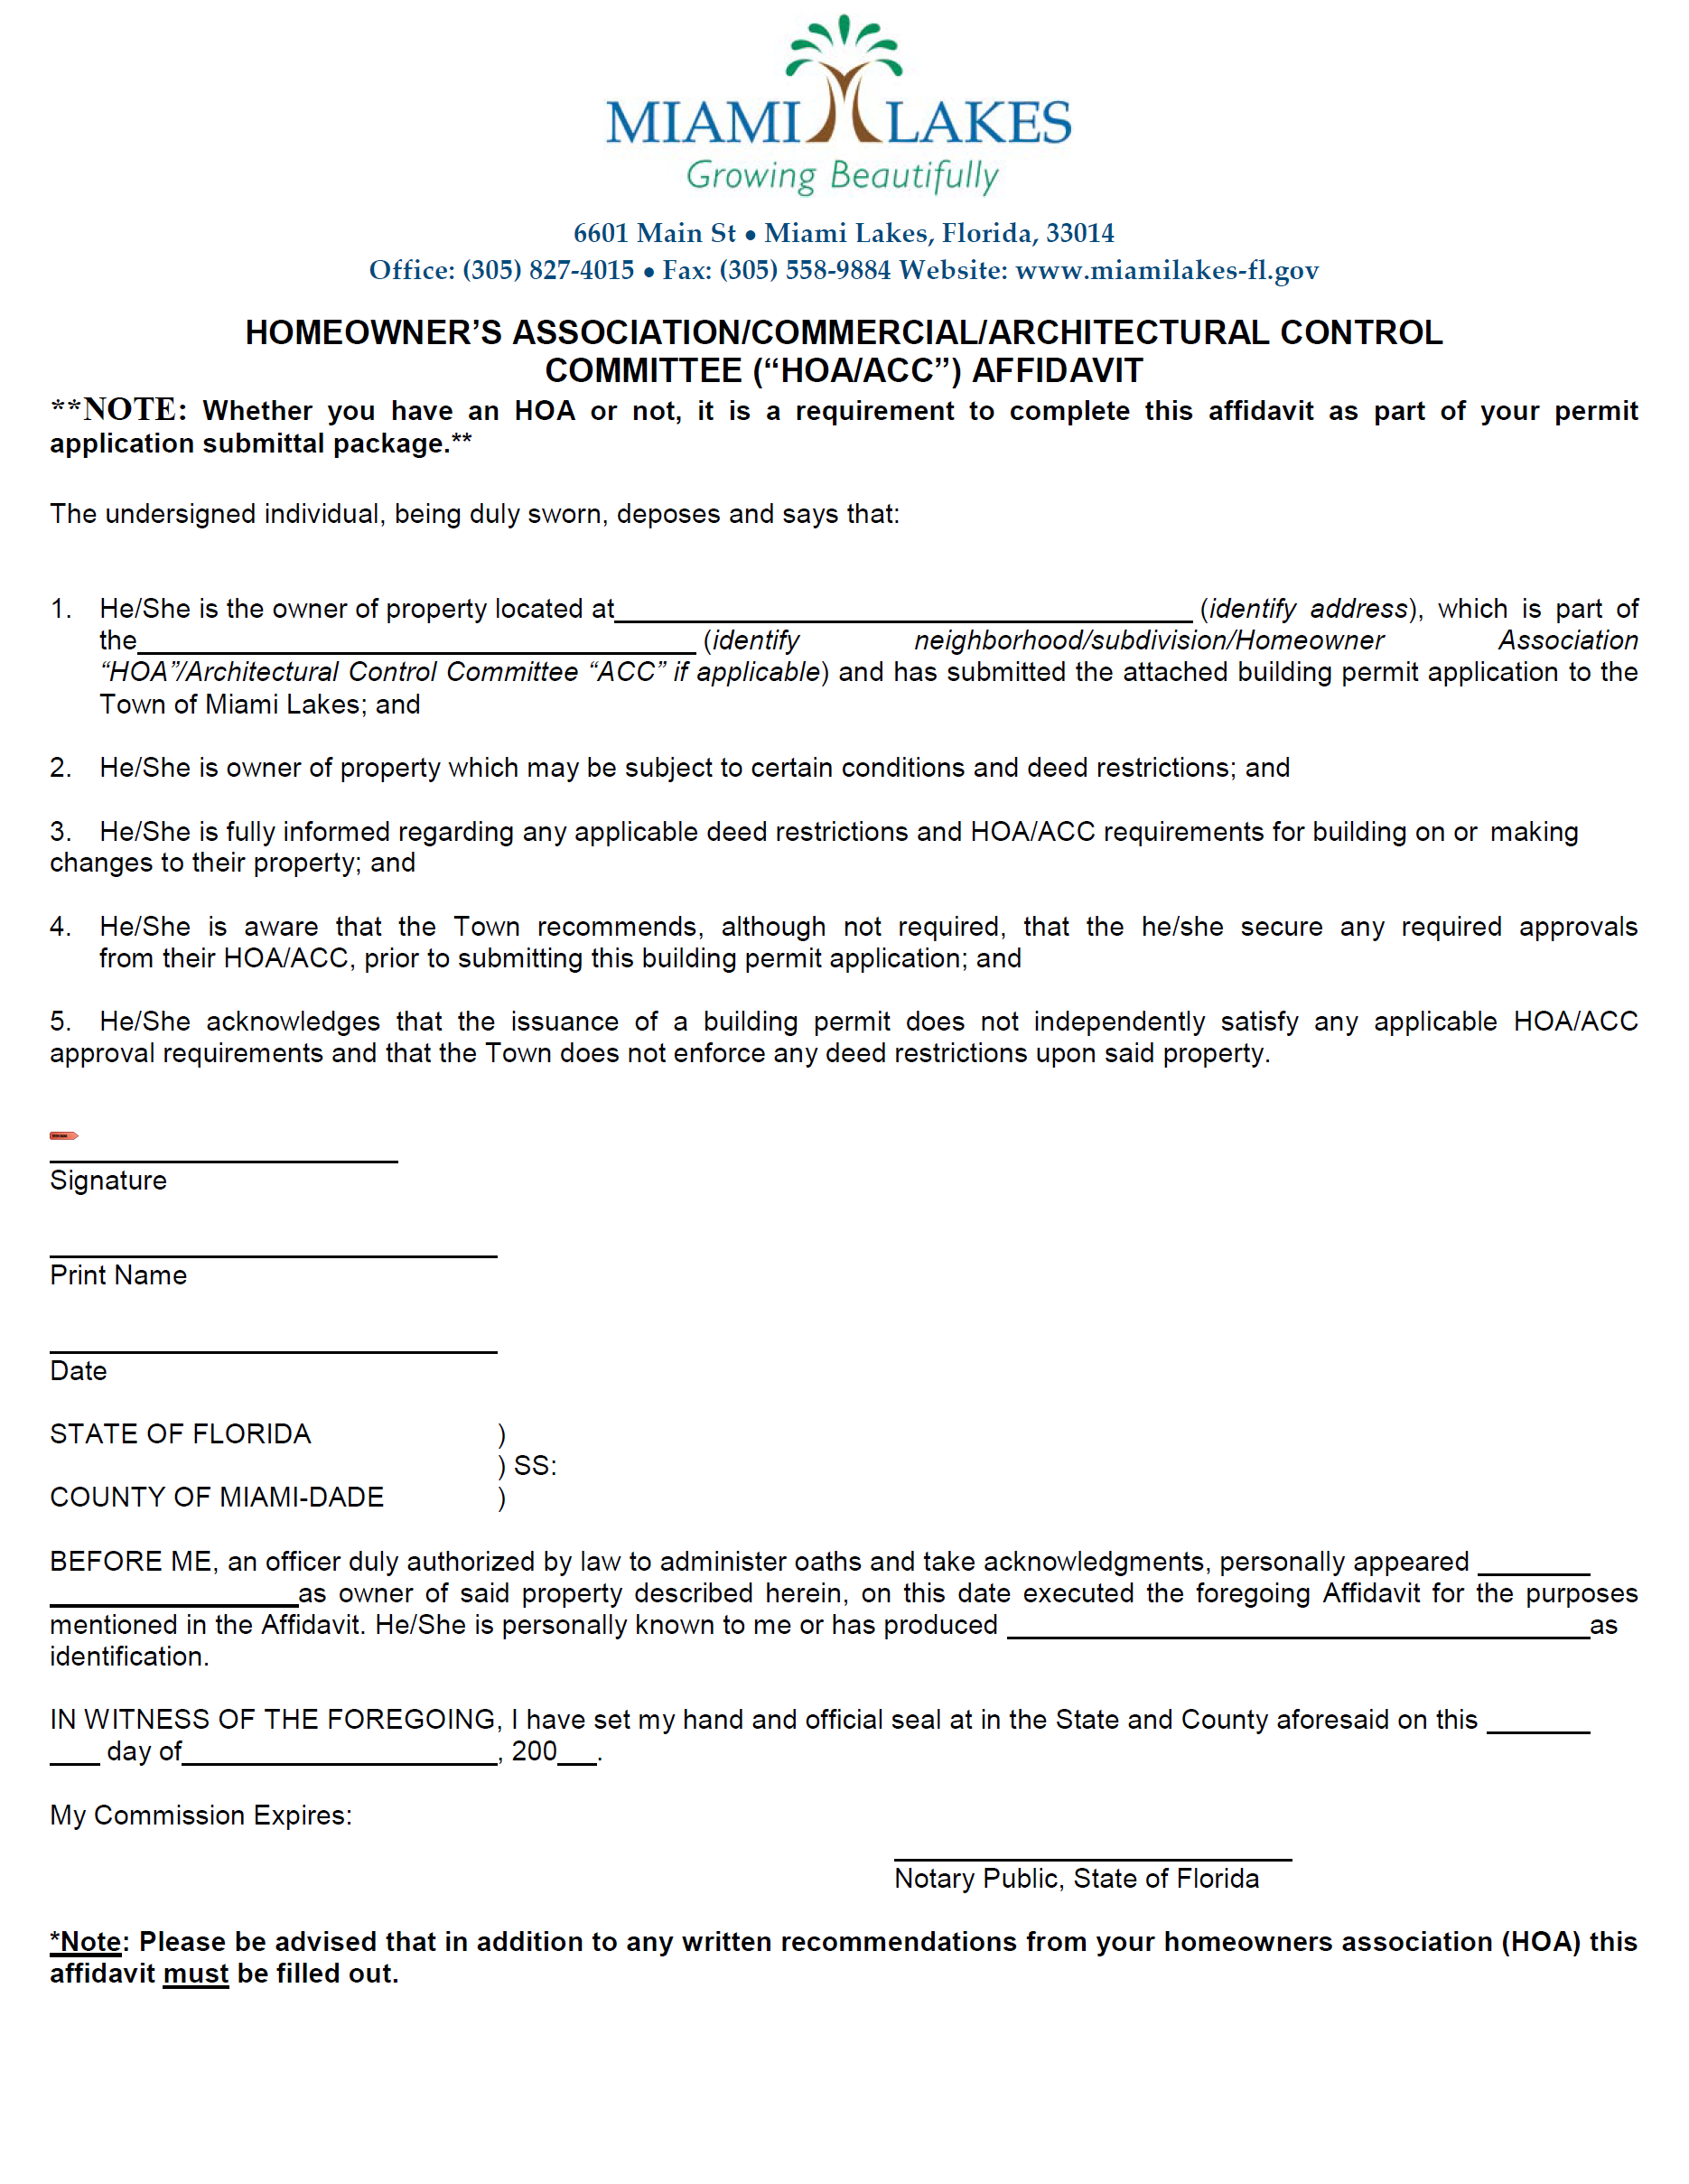 MIAMI LAKES
Growing Beautifully
6601 Main St • Miami Lakes, Florida, 33014
Office: (305) 827-4015 • Fax: (305) 558-9884 Website: www.miamilakes-fl.gov
HOMEOWNER’S ASSOCIATION/COMMERCIAL/ARCHITECTURAL CONTROL
COMMITTEE (“HOA/ACC”) AFFIDAVIT
**NOTE: Whether you have an HOA or not, it is a requirement to complete this affidavit as part of your permit
application submittal package.**
The undersigned individual, being duly sworn, deposes and says that:
1. He/She is the owner of property located at (identify address), which is part of
the (identify neighborhood/subdivision/Homeowner Association
“HOA”/Architectural Control Committee “ACC” if applicable) and has submitted the attached building permit application to the
Town of Miami Lakes; and
2. He/She is owner of property which may be subject to certain conditions and deed restrictions; and
3. He/She is fully informed regarding any applicable deed restrictions and HOA/ACC requirements for building on or making
changes to their property; and
4. He/She is aware that the Town recommends, although not required, that the he/she secure any required approvals
from their HOA/ACC, prior to submitting this building permit application; and
5. He/She acknowledges that the issuance of a building permit does not independently satisfy any applicable HOA/ACC
approval requirements and that the Town does not enforce any deed restrictions upon said property.
Signature
Print Name
Date
STATE OF FLORIDA )
) SS:
COUNTY OF MIAMI-DADE )
BEFORE ME, an officer duly authorized by law to administer oaths and take acknowledgments, personally appeared
as owner of said property described herein, on this date executed the foregoing Affidavit for the purposes
mentioned in the Affidavit. He/She is personally known to me or has produced as
identification.
IN WITNESS OF THE FOREGOING, I have set my hand and official seal at in the State and County aforesaid on this
day of , 200 .
My Commission Expires:
Notary Public, State of Florida
*Note: Please be advised that in addition to any written recommendations from your homeowners association (HOA) this
affidavit must be filled out.